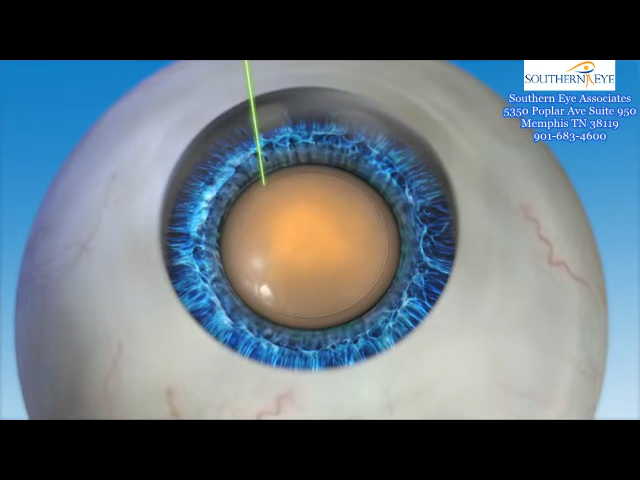 SOUTHERN EYE
Southern Eye Associates
5350 Poplar Ave Suite 950
Memphis TN 38119
901-683-4600